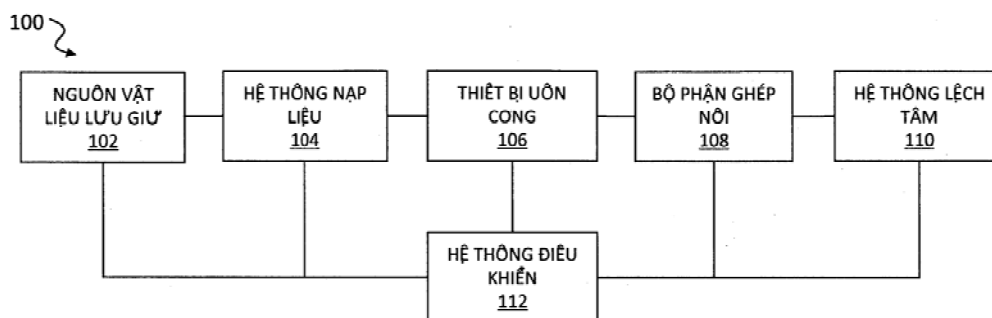 100
NGUỒN VẬT
LIỆU LƯU GIỮ
102
HỆ THỐNG NẠP
LIỆU
104
THIẾT BỊ UỐN
CONG
106
BỘ PHẬN GHÉP
NỐI
108
HỆ THỐNG LỆCH
TÂM
110
HỆ THỐNG ĐIỀU
KHIỂN
112